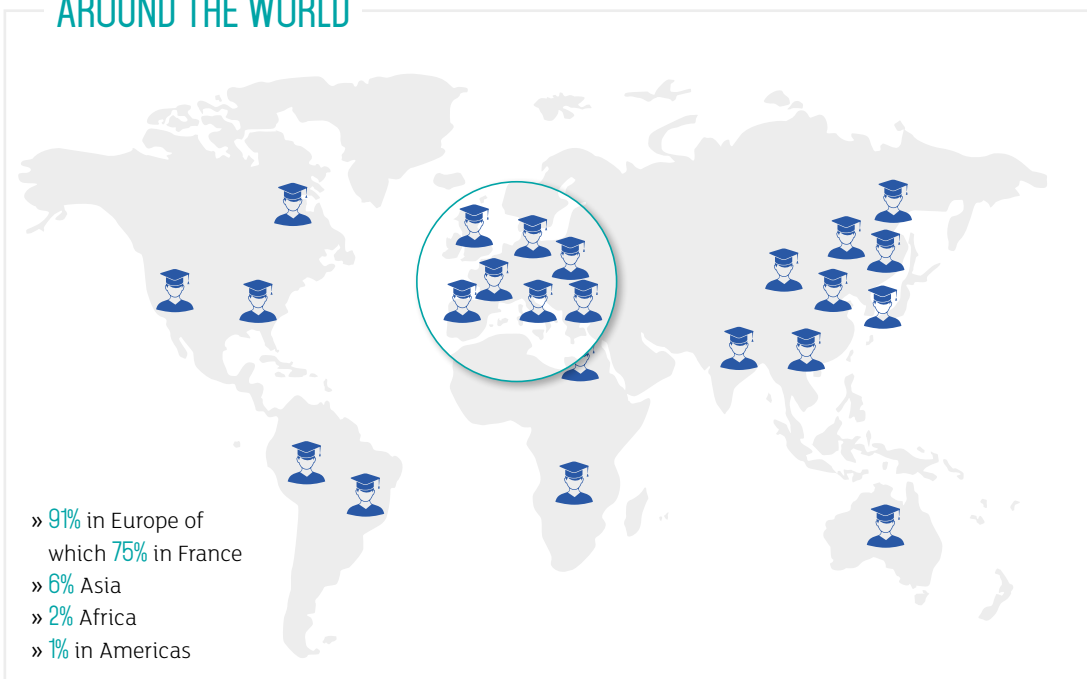 AROUND THE WORLD
» 91% in Europe of
which 75% in France
» 6% Asia
» 2% Africa
» 1% in Americas